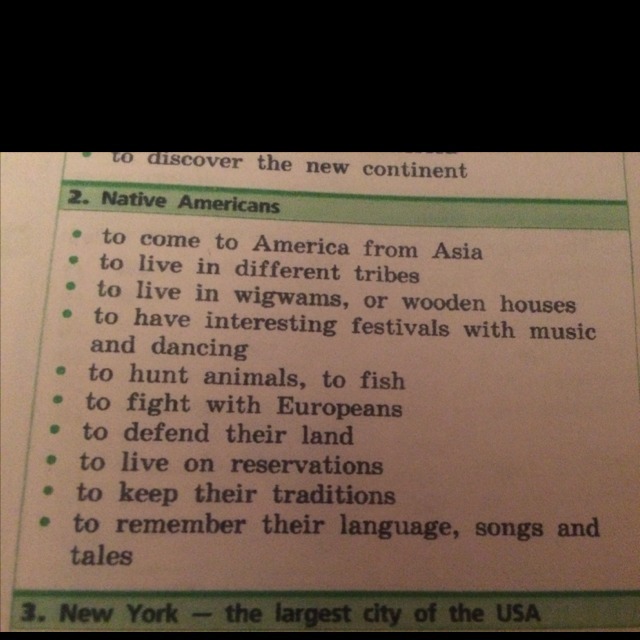 to discover the new continent
2. Native Americans
to come to America from Asia
to live in different tribes
to live in wigwams, or wooden houses
to have interesting festivals with music
and dancing
to hunt animals, to fish
to fight with Europeans
to defend their land
to live on reservations
to keep their traditions
to remember their language, songs and
tales
3. New York — the largest city of the USA